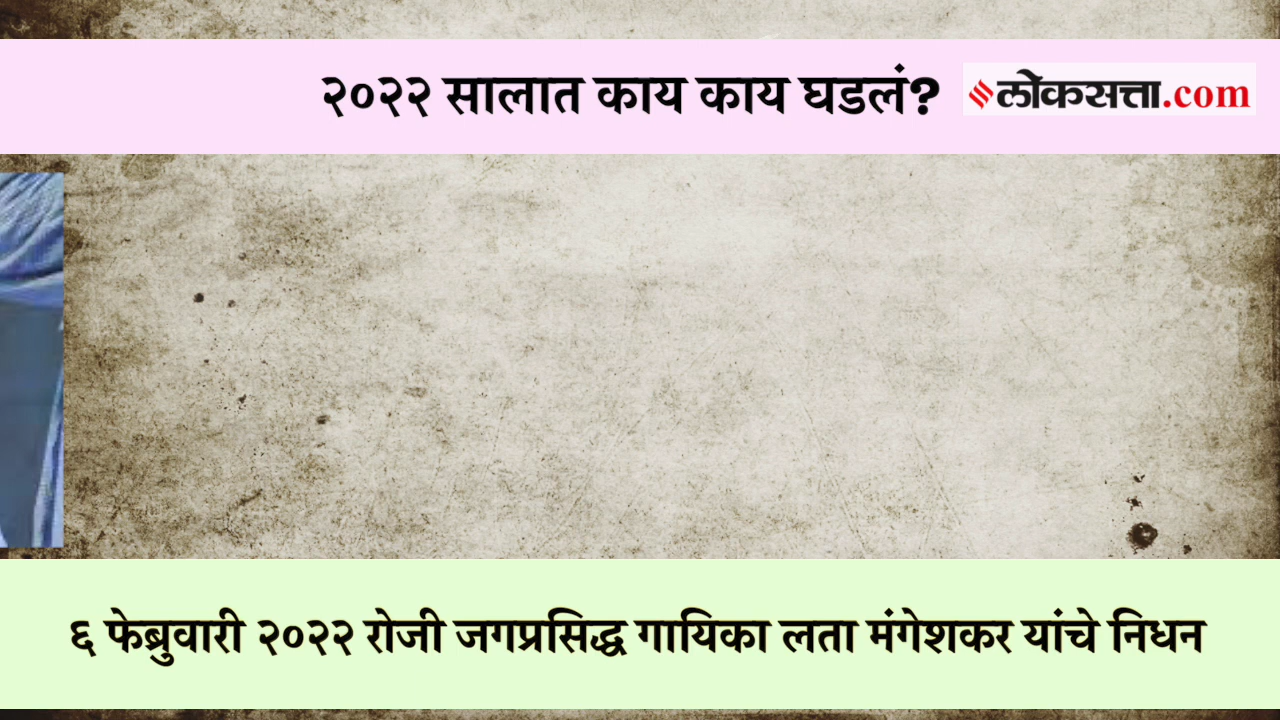 २०२२ सालात काय काय घडलं?
लोकसत्ता.com
६ फेब्रुवारी २०२२ रोजी जगप्रसिद्ध गायिका लता मंगेशकर यांचे निधन